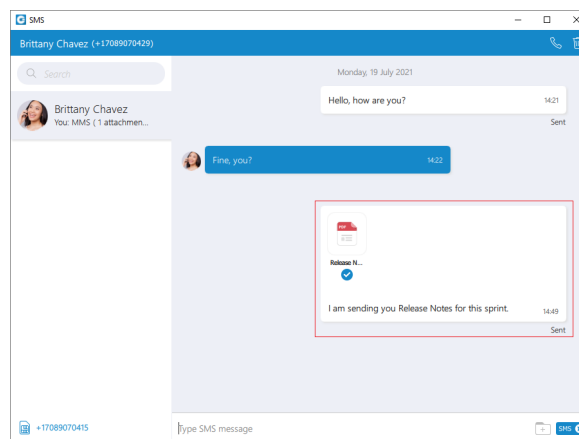 SMS
Brittany Chavez (+17089070429)
Search
Brittany Chavez
You: MMS ( 1 attachmen...
Monday, 19 July 2021
Hello, how are you?
14:21
Sent
Fine, you?
14:22
PDF
Release N...
I am sending you Release Notes for this sprint.
14:49
Sent
+17089070415
Type SMS message
SMS